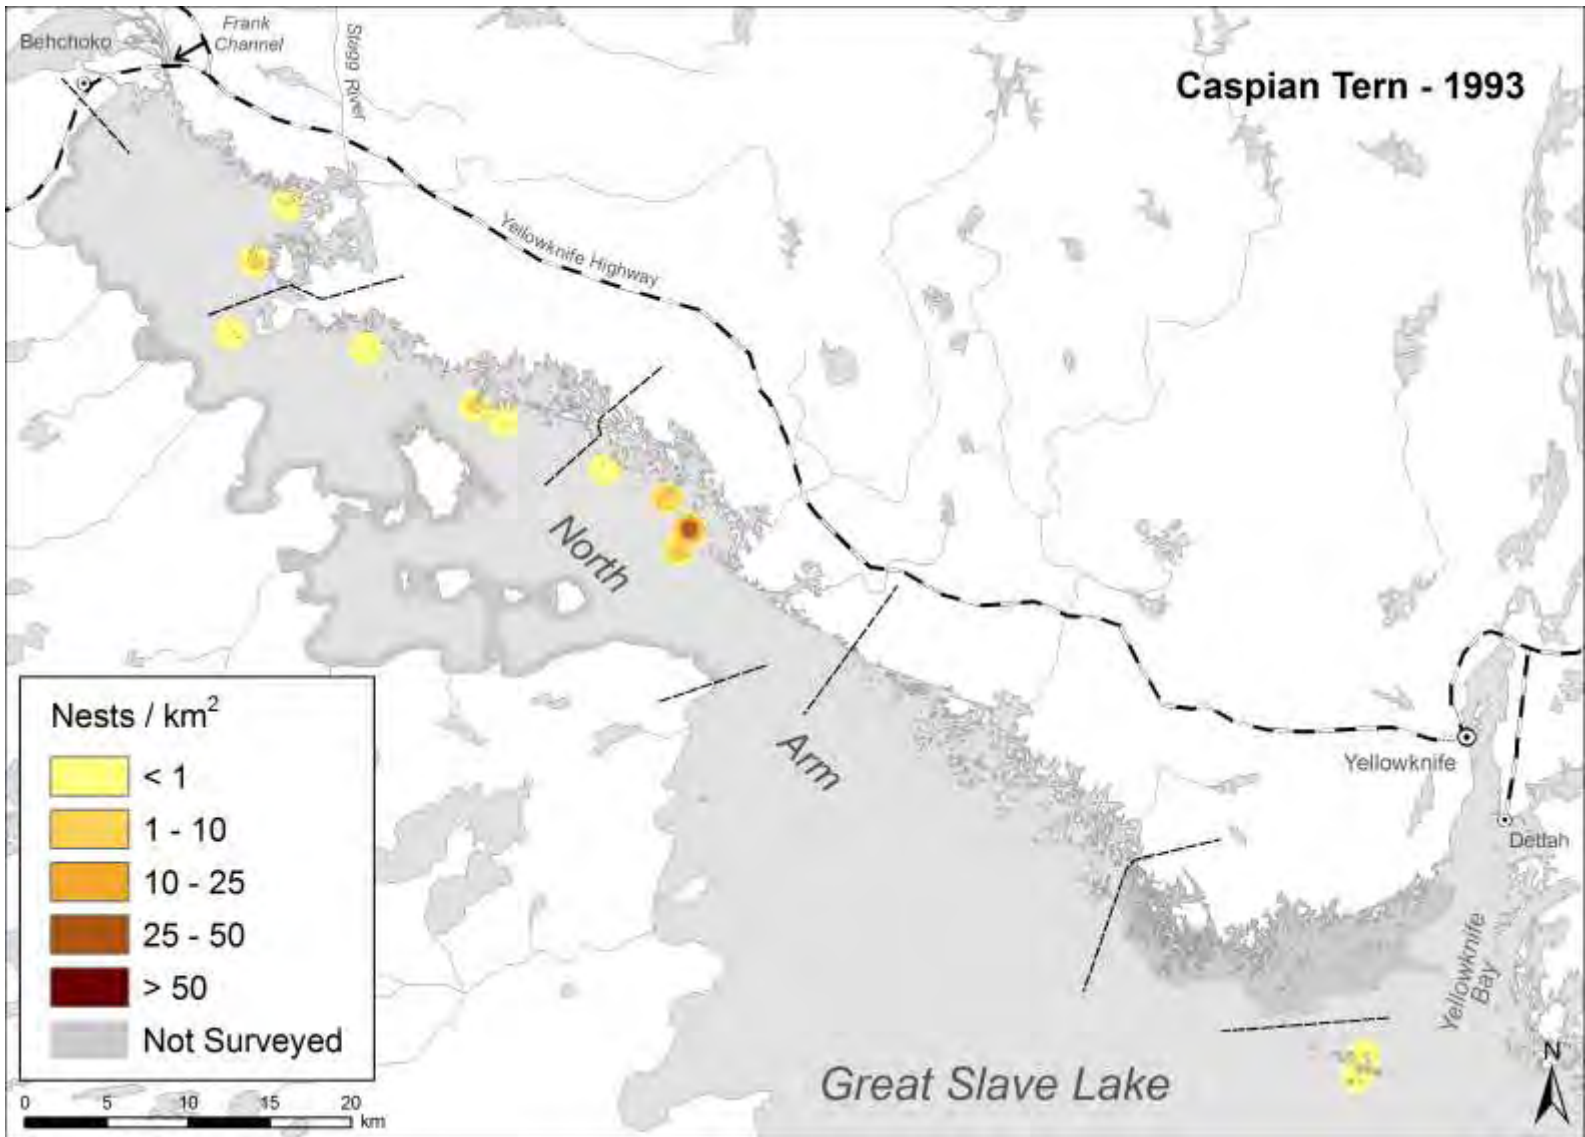 Behchoko
Frank
Channel
Stagg River
Caspian Tern - 1993
Yellowknife Highway
North
Arm
Nests / km²
< 1
1 - 10
10 - 25
25 - 50
> 50
Not Surveyed
Yellowknife
Dettah
Yellowknife
Bay
Great Slave Lake
N
0 5 10 15 20
km